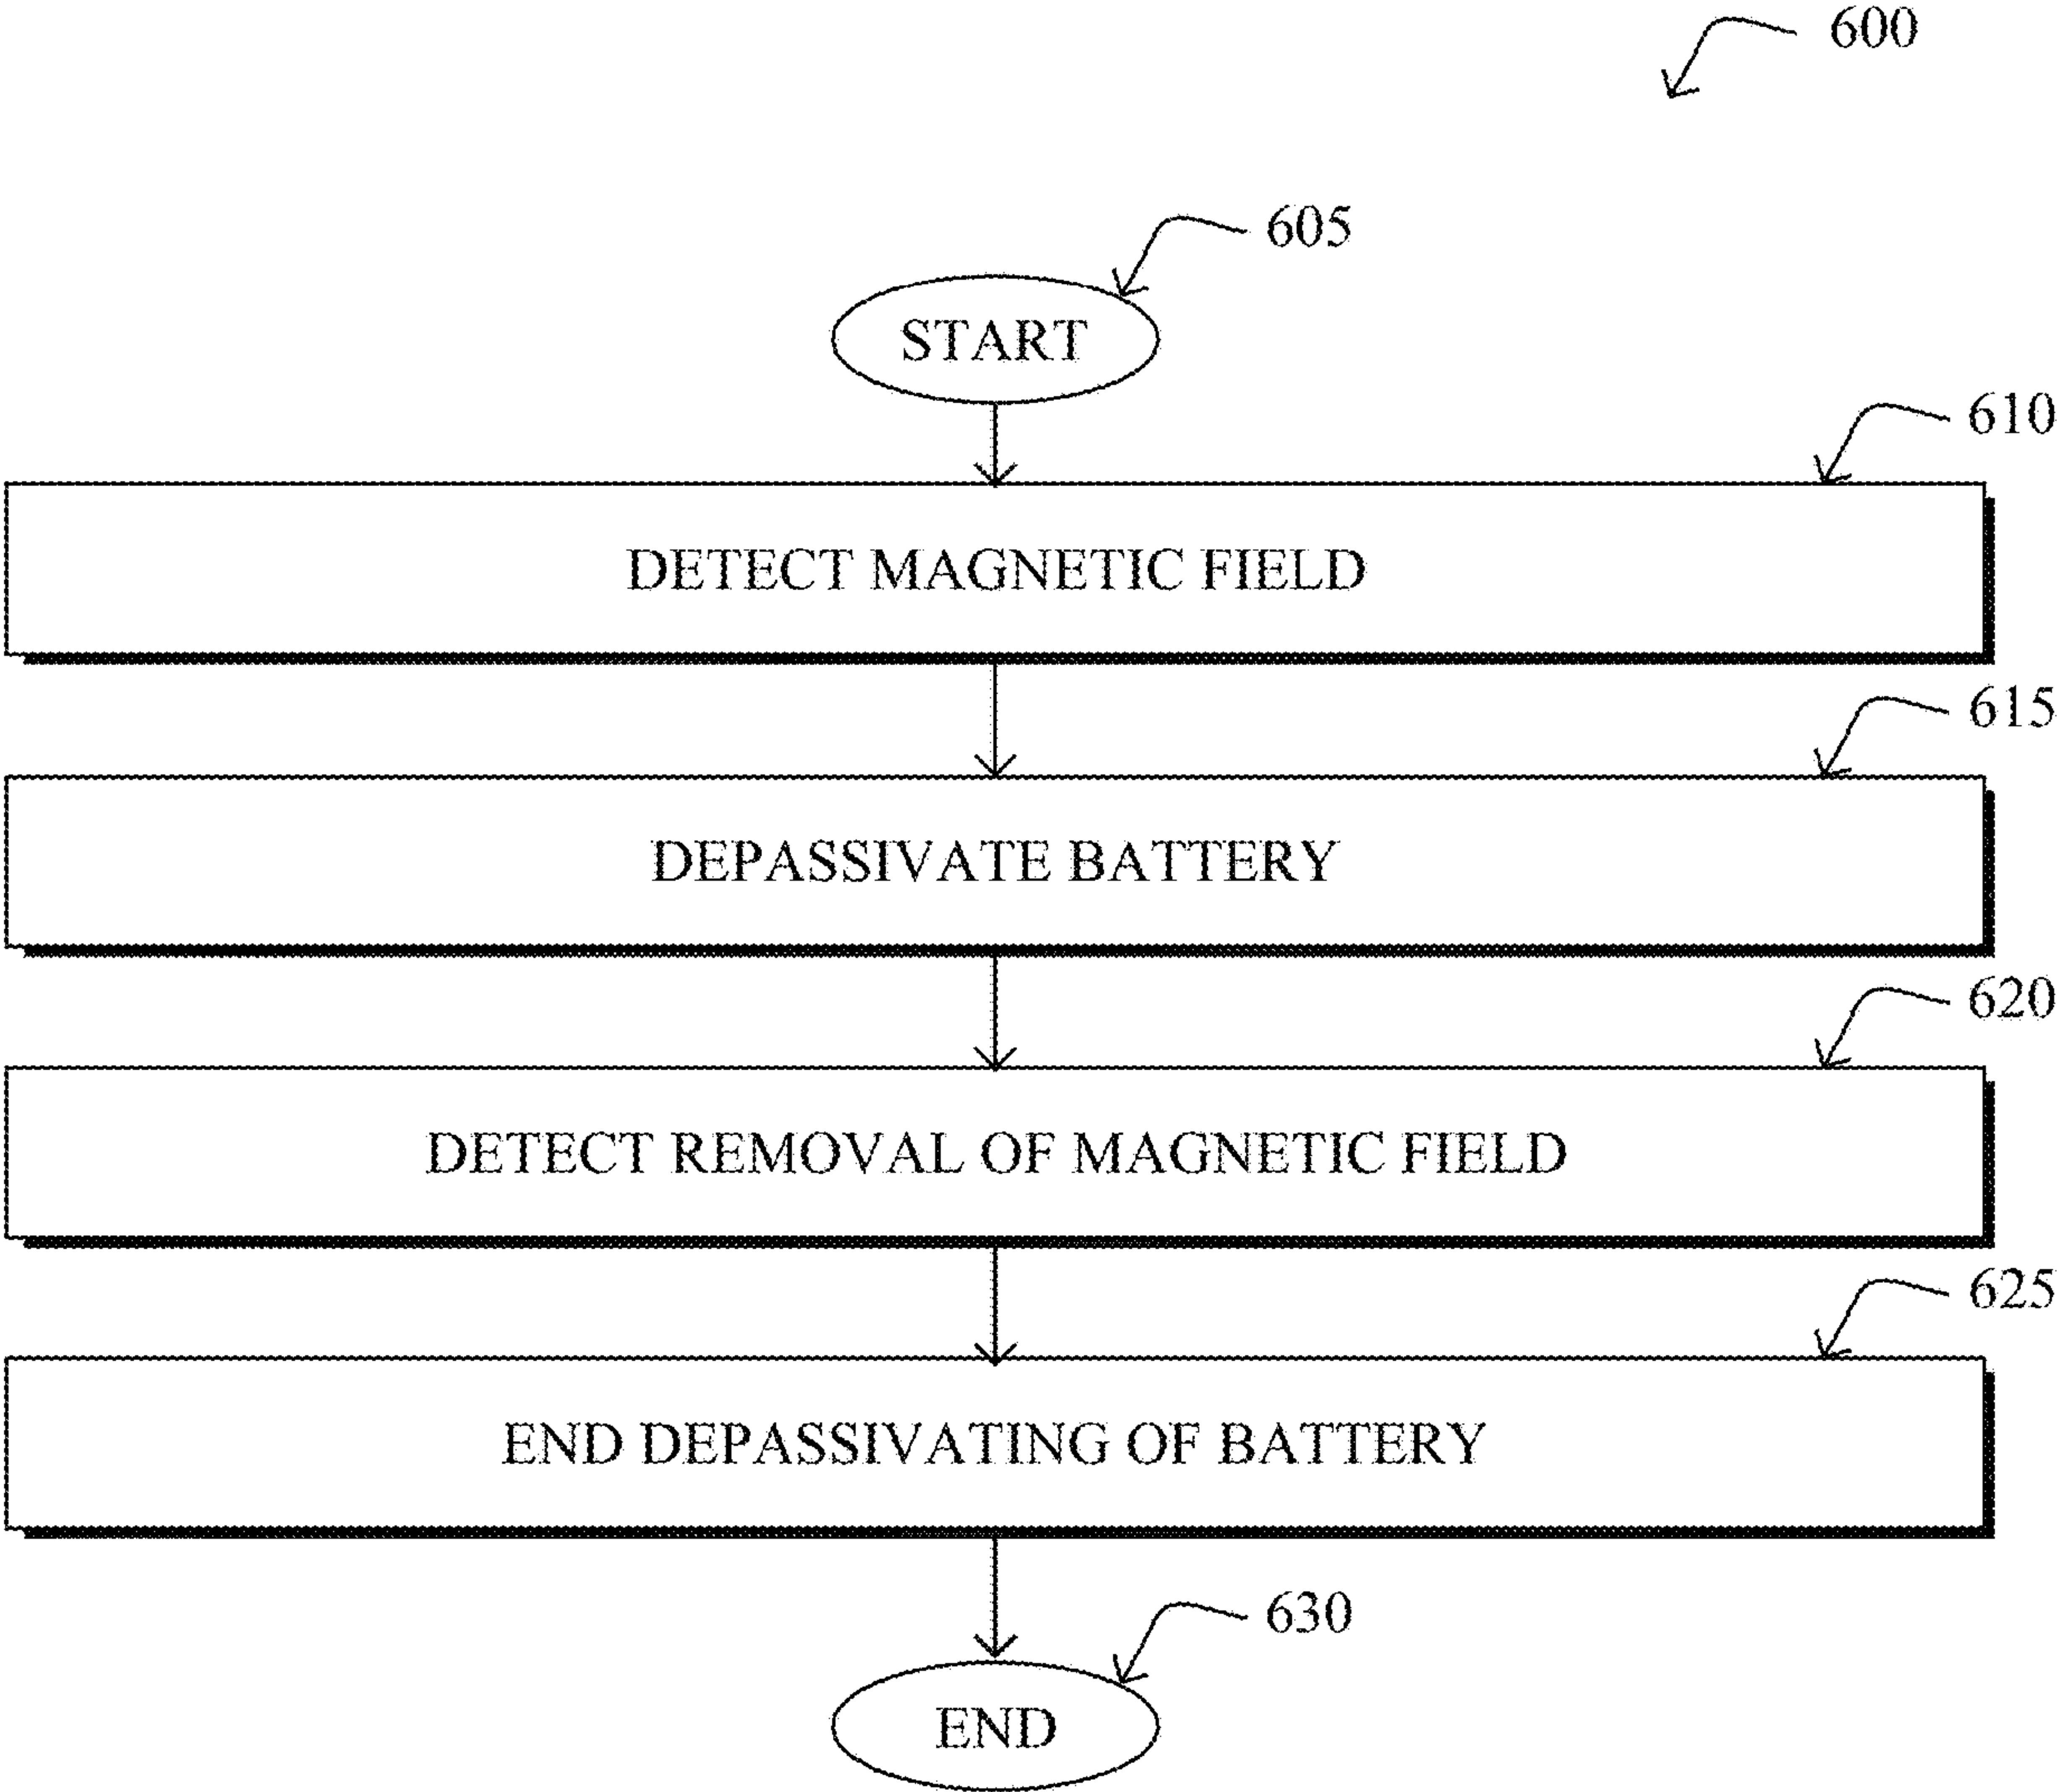 600
605
START
610
DETECT MAGNETIC FIELD
615
DEPASSIVATE BATTERY
620
DETECT REMOVAL OF MAGNETIC FIELD
625
END DEPASSIVATING OF BATTERY
630
END